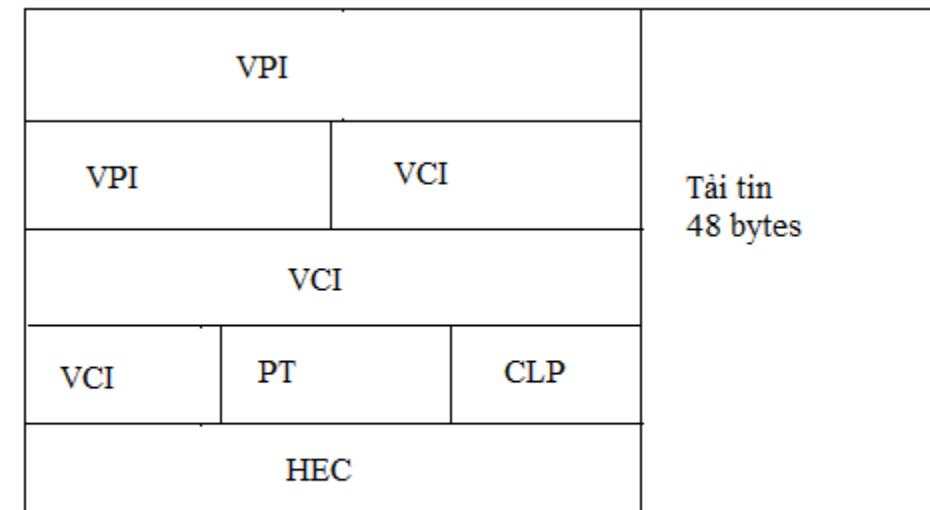 VPI
VPI VCI
VCI
VCI PT CLP
HEC
Tải tin
48 bytes